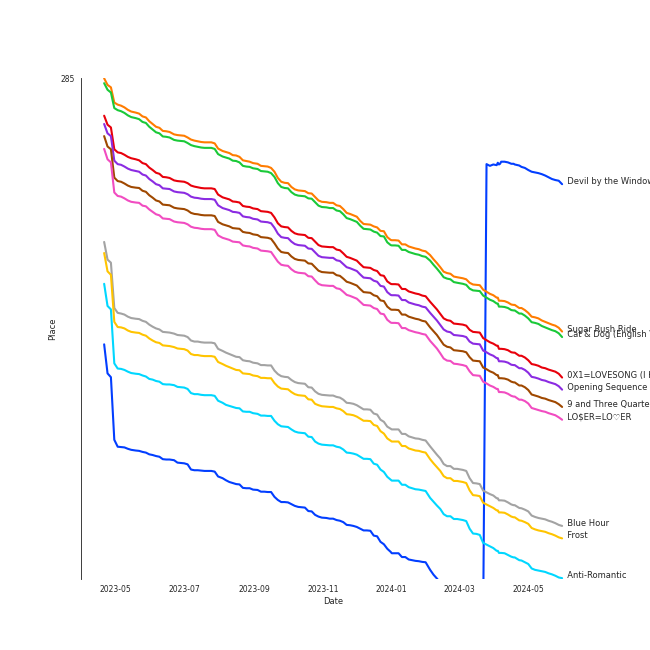 285
Place
Devil by the Window
Sugar Rush Ride
Cat & Dog (English
0X1=LOVESONG (I
Opening Sequence
9 and Three Quarte
LO$ER=LO♡ER
Blue Hour
Frost
Anti-Romantic
2023-05 2023-07 2023-09 2023-11 2024-01 2024-03 2024-05
Date